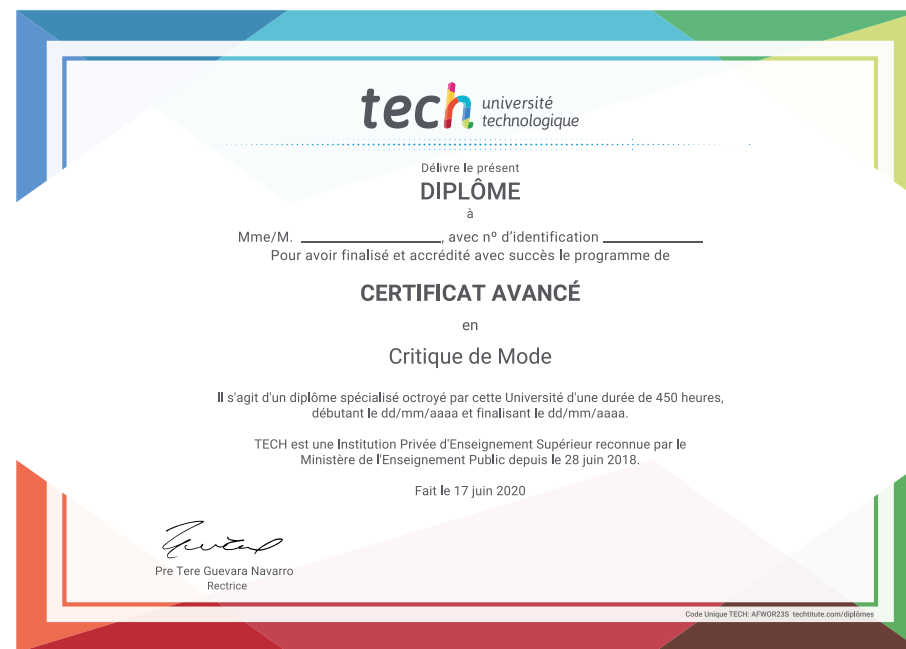 tech université
technologique
Délivre le présent
DIPLÔME
à
Mme/M. ____________________, avec nº d'identification ______________
Pour avoir finalisé et accrédité avec succès le programme de
CERTIFICAT AVANCÉ
en
Critique de Mode
Il s'agit d'un diplôme spécialisé octroyé par cette Université d'une durée de 450 heures,
débutant le dd/mm/aaaa et finalisant le dd/mm/aaaa.
TECH est une Institution Privée d'Enseignement Supérieur reconnue par le
Ministère de l'Enseignement Public depuis le 28 juin 2018.
Fait le 17 juin 2020
Pre Tere Guevara Navarro
Rectrice
Code Unique TECH: AFWOR23S techtitute.com/diplômes